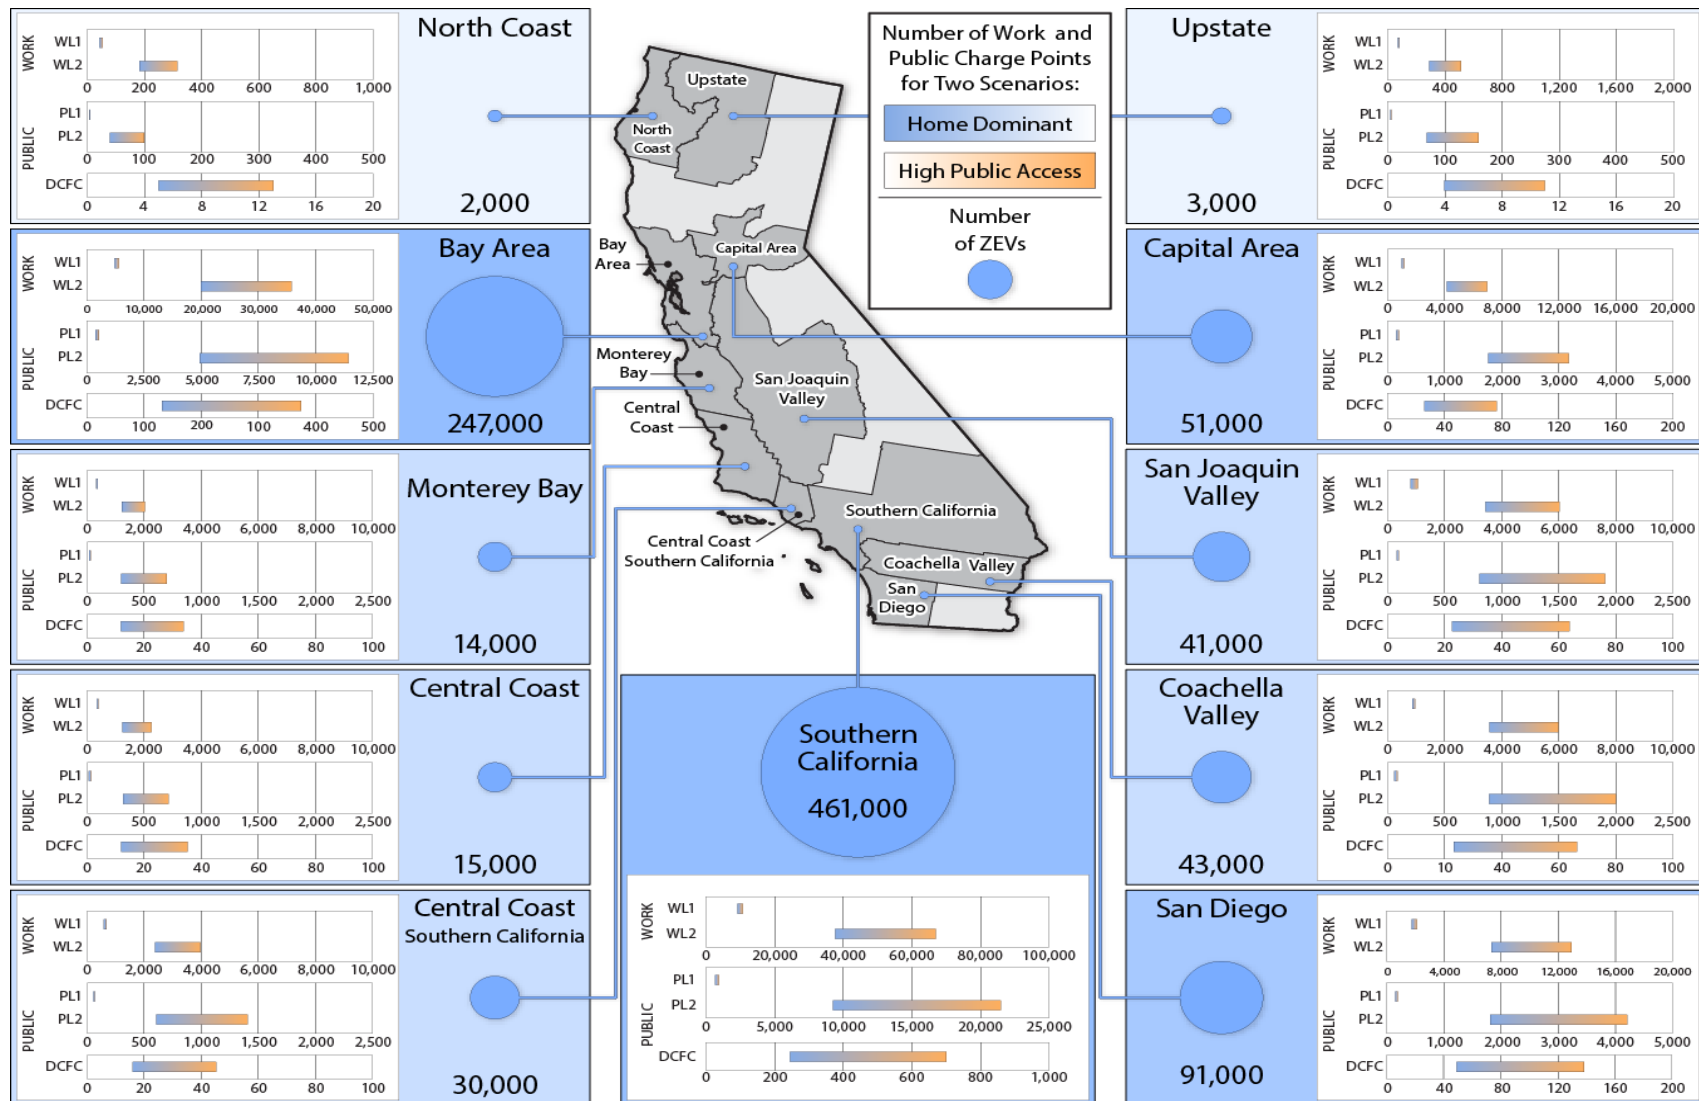 North Coast
WORK
WL1
WL2
0 200 400 600 800 1,000
PUBLIC
PL1
PL2
0 100 600 300 400 500
DCFC
0 4 8 12 16 20
2,000
Bay Area
WORK
WL1
WL2
0 10,000 20,000 30,000 40,000 50,000
PUBLIC
PL1
PL2
0 2,500 5,000 7,500 10,000 12,500
DCFC
0 100 200 100 400 500
247,000
Monterey Bay
WORK
WL1
WL2
0 2,000 4,000 6,000 8,000 10,000
PUBLIC
PL1
PL2
0 500 1,000 1,500 2,000 2,500
DCFC
0 20 40 60 80 100
14,000
Central Coast
WORK
WL1
WL2
0 2,000 4,000 6,000 8,000 10,000
PUBLIC
PL1
PL2
0 500 1,000 1,500 2,000 2,500
DCFC
0 20 40 60 80 100
15,000
Central Coast
Southern California
WORK
WL1
WL2
0 2,000 4,000 6,000 8,000 10,000
PUBLIC
PL1
PL2
0 500 1,000 1,500 2,000 2,500
DCFC
0 20 40 60 80 100
30,000
Upstate
North
Coast
Bay
Area
Capital Area
Monterey
Bay
San Joaquin
Valley
Central
Coast
Southern California
Central Coast
Southern California
Coachella Valley
San
Diego
Number of Work and
Public Charge Points
for Two Scenarios:
Home Dominant
High Public Access
Number
of ZEVs
Southern
California
461,000
WORK
WL1
WL2
0 20,000 40,000 60,000 80,000 100,000
PUBLIC
PL1
PL2
0 5,000 10,000 15,000 20,000 25,000
DCFC
0 200 400 600 800 1,000
Upstate
WORK
WL1
WL2
0 400 800 1,200 1,600 2,000
PUBLIC
PL1
PL2
0 100 200 300 400 500
DCFC
0 4 8 12 16 20
3,000
Capital Area
WORK
WL1
WL2
0 4,000 8,000 12,000 16,000 20,000
PUBLIC
PL1
PL2
0 1,000 2,000 3,000 4,000 5,000
DCFC
0 40 80 120 160 200
51,000
San Joaquin
Valley
WORK
WL1
WL2
0 2,000 4,000 6,000 8,000 10,000
PUBLIC
PL1
PL2
0 500 1,000 1,500 2,000 2,500
DCFC
0 20 40 60 80 100
41,000
Coachella
Valley
WORK
WL1
WL2
0 2,000 4,000 6,000 8,000 10,000
PUBLIC
PL1
PL2
0 500 1,000 1,500 2,000 2,500
DCFC
0 10 40 60 80 100
43,000
San Diego
WORK
WL1
WL2
0 4,000 8,000 12,000 16,000 20,000
PUBLIC
PL1
PL2
0 1,000 2,000 3,000 4,000 5,000
DCFC
0 40 80 120 160 200
91,000